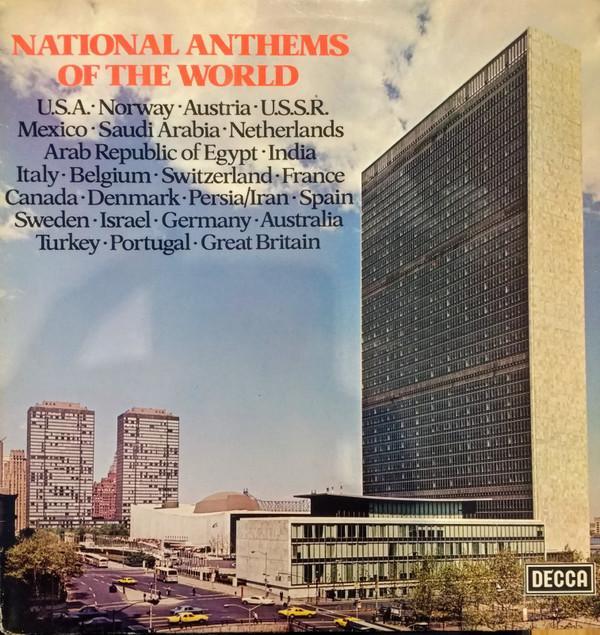 NATIONAL ANTHEMS
OF THE WORLD
U.S.A. · Norway · Austria · U.S.S.R.
Mexico · Saudi Arabia · Netherlands
Arab Republic of Egypt · India
Italy · Belgium · Switzerland · France
Canada · Denmark · Persia/Iran · Spain
Sweden · Israel · Germany · Australia
Turkey · Portugal · Great Britain
DECCA